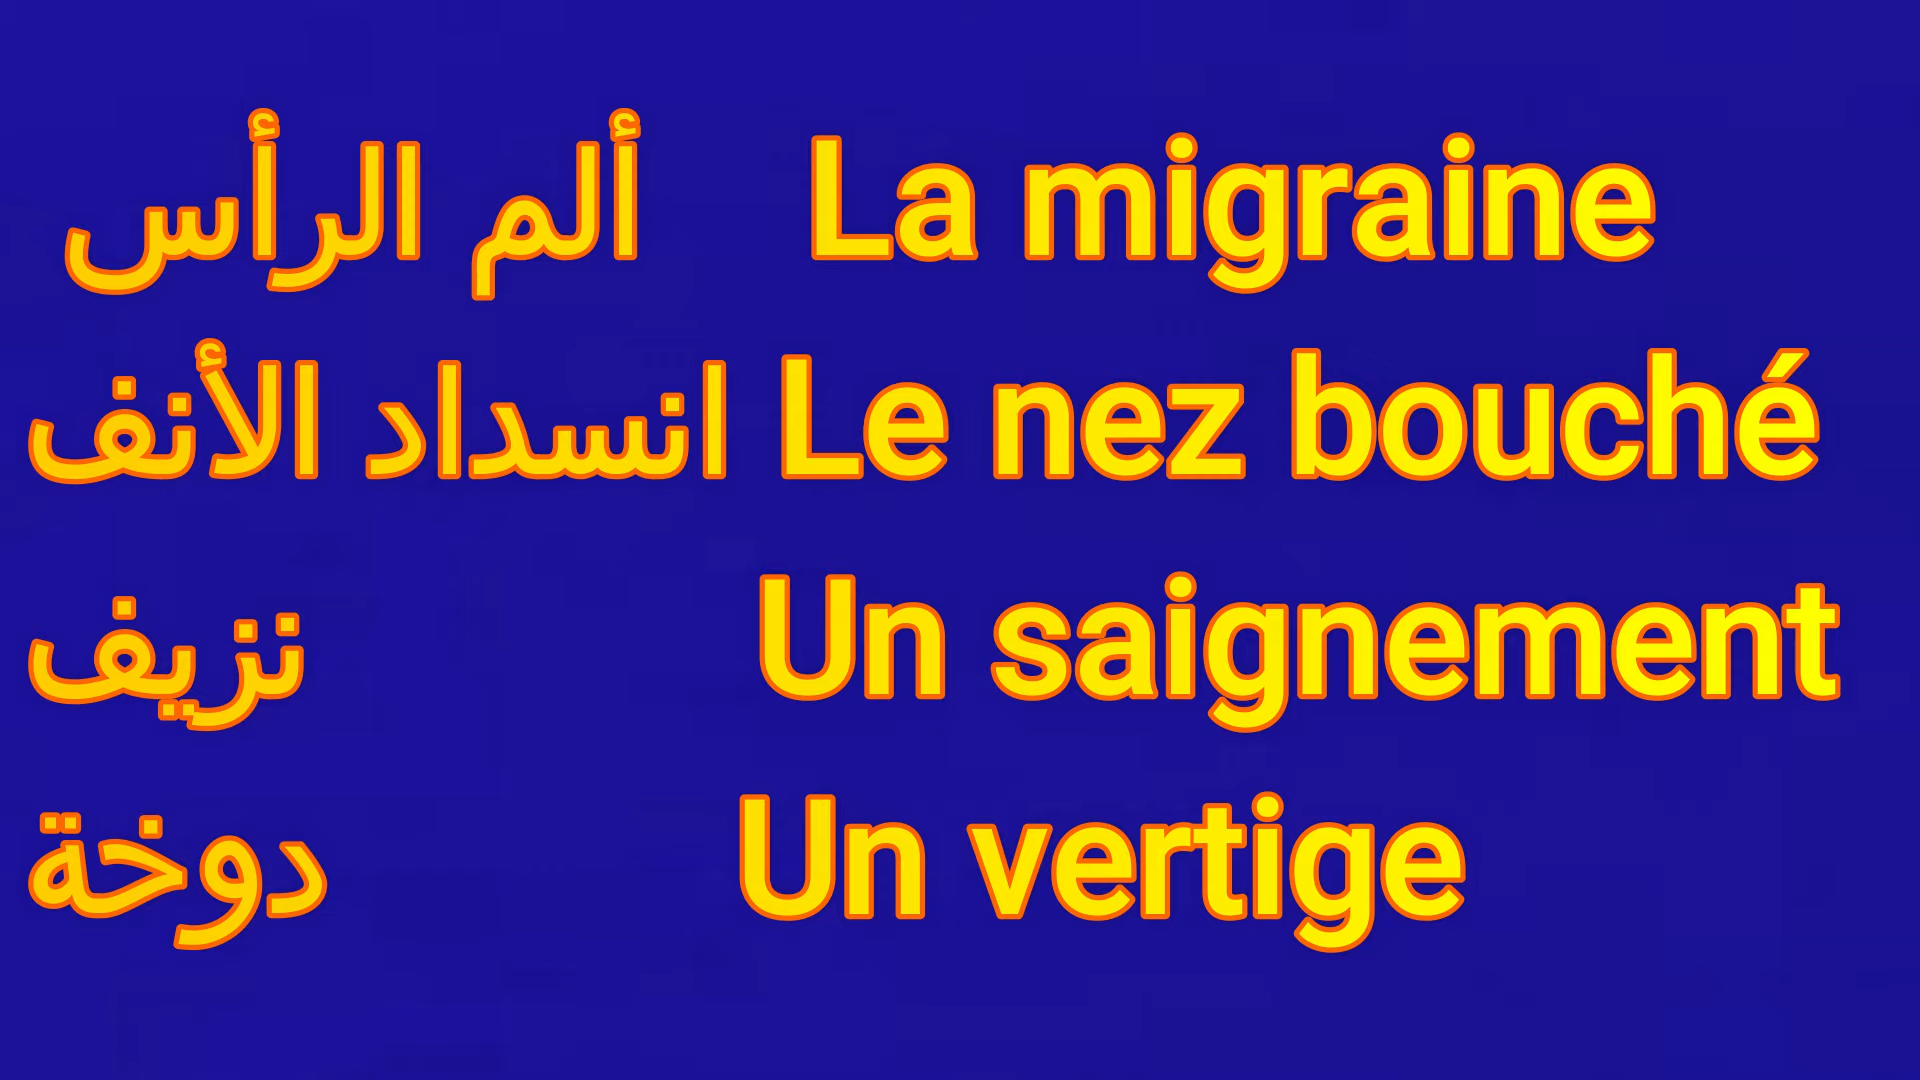 ألم الرأس La migraine
انسداد الأنف Le nez bouché
نزيف Un saignement
دوخة Un vertige